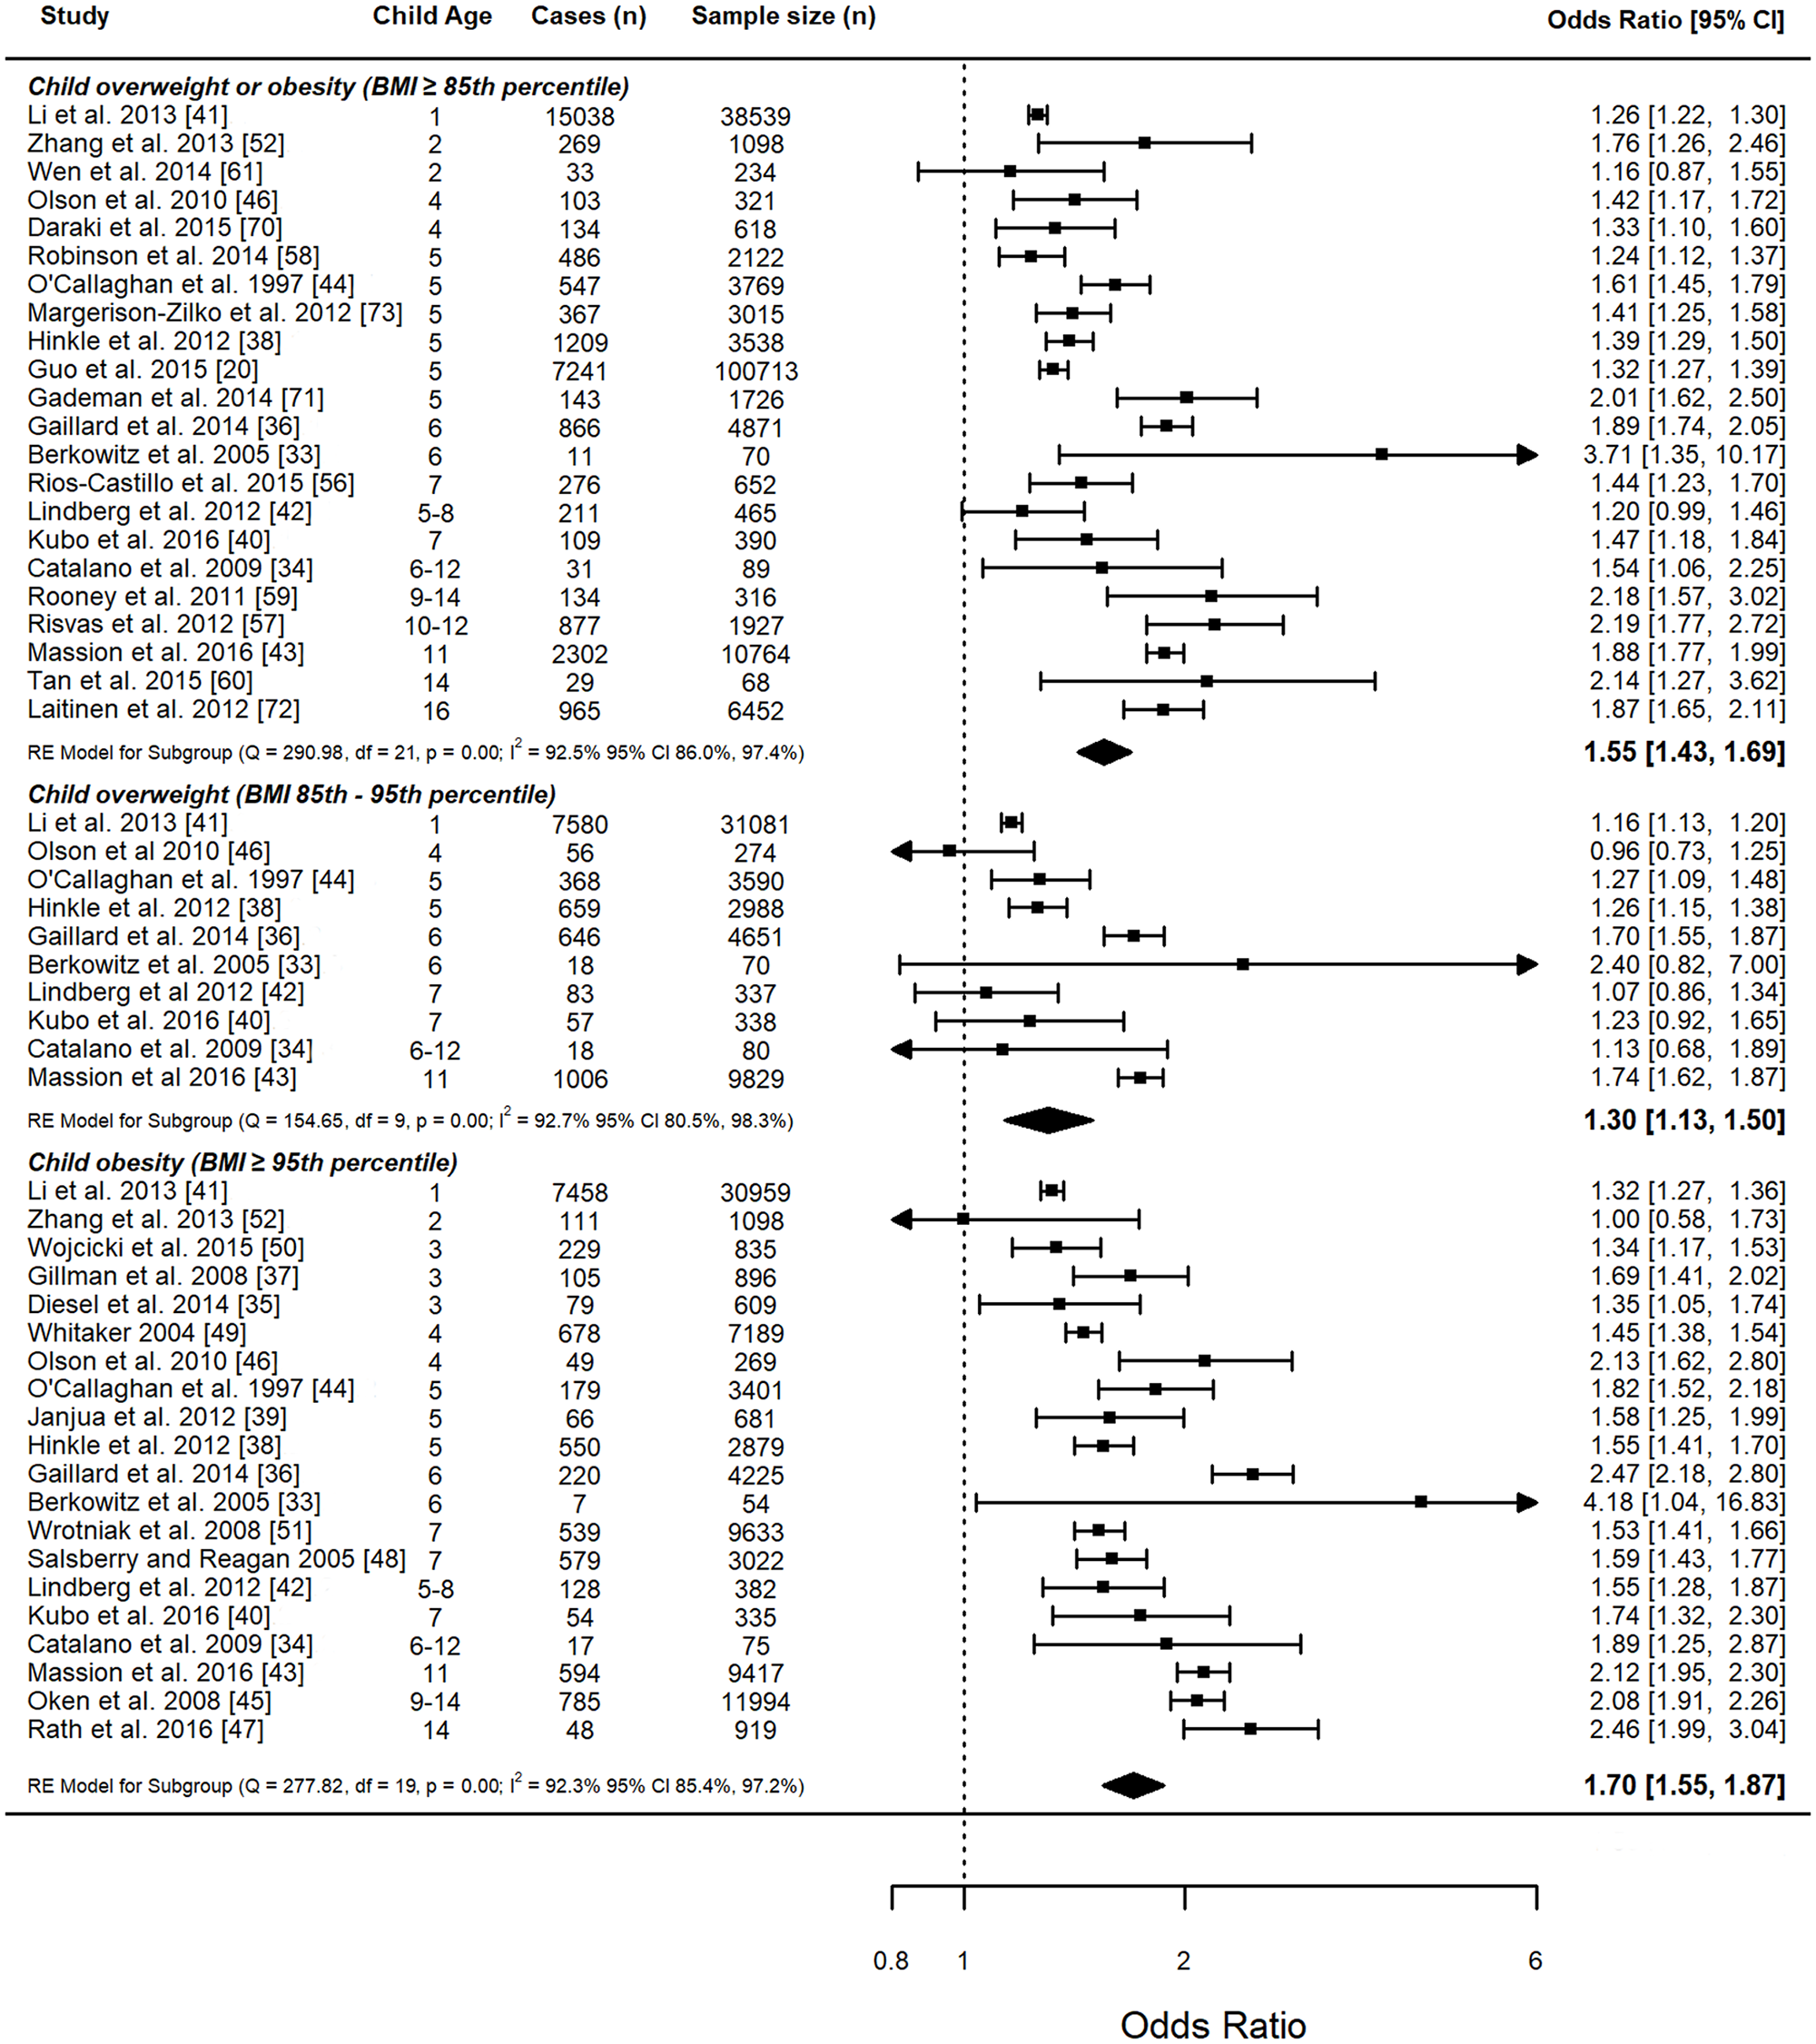 Study Child Age Cases (n) Sample size (n) Odds Ratio [95% CI]
Child overweight or obesity (BMI ≥ 85th percentile)
Li et al. 2013 [41] 1 15038 38539 1.26 [1.22, 1.30]
Zhang et al. 2013 [52] 2 269 1098 1.76 [1.26, 2.46]
Wen et al. 2014 [61] 2 33 234 1.16 [0.87, 1.55]
Olson et al. 2010 [46] 4 103 321 1.42 [1.17, 1.72]
Daraki et al. 2015 [70] 4 134 618 1.33 [1.10, 1.60]
Robinson et al. 2014 [58] 5 486 2122 1.24 [1.12, 1.37]
O'Callaghan et al. 1997 [44] 5 547 3769 1.61 [1.45, 1.79]
Margerison-Zilko et al. 2012 [73] 5 367 3015 1.41 [1.25, 1.58]
Hinkle et al. 2012 [38] 5 1209 3538 1.39 [1.29, 1.50]
Guo et al. 2015 [20] 5 7241 100713 1.32 [1.27, 1.39]
Gademan et al. 2014 [71] 5 143 1726 2.01 [1.62, 2.50]
Gaillard et al. 2014 [36] 6 866 4871 1.89 [1.74, 2.05]
Berkowitz et al. 2005 [33] 6 11 70 3.71 [1.35, 10.17]
Rios-Castillo et al. 2015 [56] 7 276 652 1.44 [1.23, 1.70]
Lindberg et al. 2012 [42] 5-8 211 465 1.20 [0.99, 1.46]
Kubo et al. 2016 [40] 7 109 390 1.47 [1.18, 1.84]
Catalano et al. 2009 [34] 6-12 31 89 1.54 [1.06, 2.25]
Rooney et al. 2011 [59] 9-14 134 316 2.18 [1.57, 3.02]
Risvas et al. 2012 [57] 10-12 877 1927 2.19 [1.77, 2.72]
Massion et al. 2016 [43] 11 2302 10764 1.88 [1.77, 1.99]
Tan et al. 2015 [60] 14 29 68 2.14 [1.27, 3.62]
Laitinen et al. 2012 [72] 16 965 6452 1.87 [1.65, 2.11]
RE Model for Subgroup (Q = 290.98, df = 21, p = 0.00; I2 = 92.5% 95% CI 86.0%, 97.4%) 1.55 [1.43, 1.69]
Child overweight (BMI 85th - 95th percentile)
Li et al. 2013 [41] 1 7580 31081 1.16 [1.13, 1.20]
Olson et al 2010 [46] 4 56 274 0.96 [0.73, 1.25]
O'Callaghan et al. 1997 [44] 5 368 3590 1.27 [1.09, 1.48]
Hinkle et al. 2012 [38] 5 659 2988 1.26 [1.15, 1.38]
Gaillard et al. 2014 [36] 6 646 4651 1.70 [1.55, 1.87]
Berkowitz et al. 2005 [33] 6 18 70 2.40 [0.82, 7.00]
Lindberg et al 2012 [42] 7 83 337 1.07 [0.86, 1.34]
Kubo et al. 2016 [40] 7 57 338 1.23 [0.92, 1.65]
Catalano et al. 2009 [34] 6-12 18 80 1.13 [0.68, 1.89]
Massion et al 2016 [43] 11 1006 9829 1.74 [1.62, 1.87]
RE Model for Subgroup (Q = 154.65, df = 9, p = 0.00; I2 = 92.7% 95% CI 80.5%, 98.3%) 1.30 [1.13, 1.50]
Child obesity (BMI ≥ 95th percentile)
Li et al. 2013 [41] 1 7458 30959 1.32 [1.27, 1.36]
Zhang et al. 2013 [52] 2 111 1098 1.00 [0.58, 1.73]
Wojcicki et al. 2015 [50] 3 229 835 1.34 [1.17, 1.53]
Gillman et al. 2008 [37] 3 105 896 1.69 [1.41, 2.02]
Diesel et al. 2014 [35] 3 79 609 1.35 [1.05, 1.74]
Whitaker 2004 [49] 4 678 7189 1.45 [1.38, 1.54]
Olson et al. 2010 [46] 4 49 269 2.13 [1.62, 2.80]
O'Callaghan et al. 1997 [44] 5 179 3401 1.82 [1.52, 2.18]
Janjua et al. 2012 [39] 5 66 681 1.58 [1.25, 1.99]
Hinkle et al. 2012 [38] 5 550 2879 1.55 [1.41, 1.70]
Gaillard et al. 2014 [36] 6 220 4225 2.47 [2.18, 2.80]
Berkowitz et al. 2005 [33] 6 7 54 4.18 [1.04, 16.83]
Wrotniak et al. 2008 [51] 7 539 9633 1.53 [1.41, 1.66]
Salsberry and Reagan 2005 [48] 7 579 3022 1.59 [1.43, 1.77]
Lindberg et al. 2012 [42] 5-8 128 382 1.55 [1.28, 1.87]
Kubo et al. 2016 [40] 7 54 335 1.74 [1.32, 2.30]
Catalano et al. 2009 [34] 6-12 17 75 1.89 [1.25, 2.87]
Massion et al. 2016 [43] 11 594 9417 2.12 [1.95, 2.30]
Oken et al. 2008 [45] 9-14 785 11994 2.08 [1.91, 2.26]
Rath et al. 2016 [47] 14 48 919 2.46 [1.99, 3.04]
RE Model for Subgroup (Q = 277.82, df = 19, p = 0.00; I2 = 92.3% 95% CI 85.4%, 97.2%) 1.70 [1.55, 1.87]
0.8 1 2 6
Odds Ratio